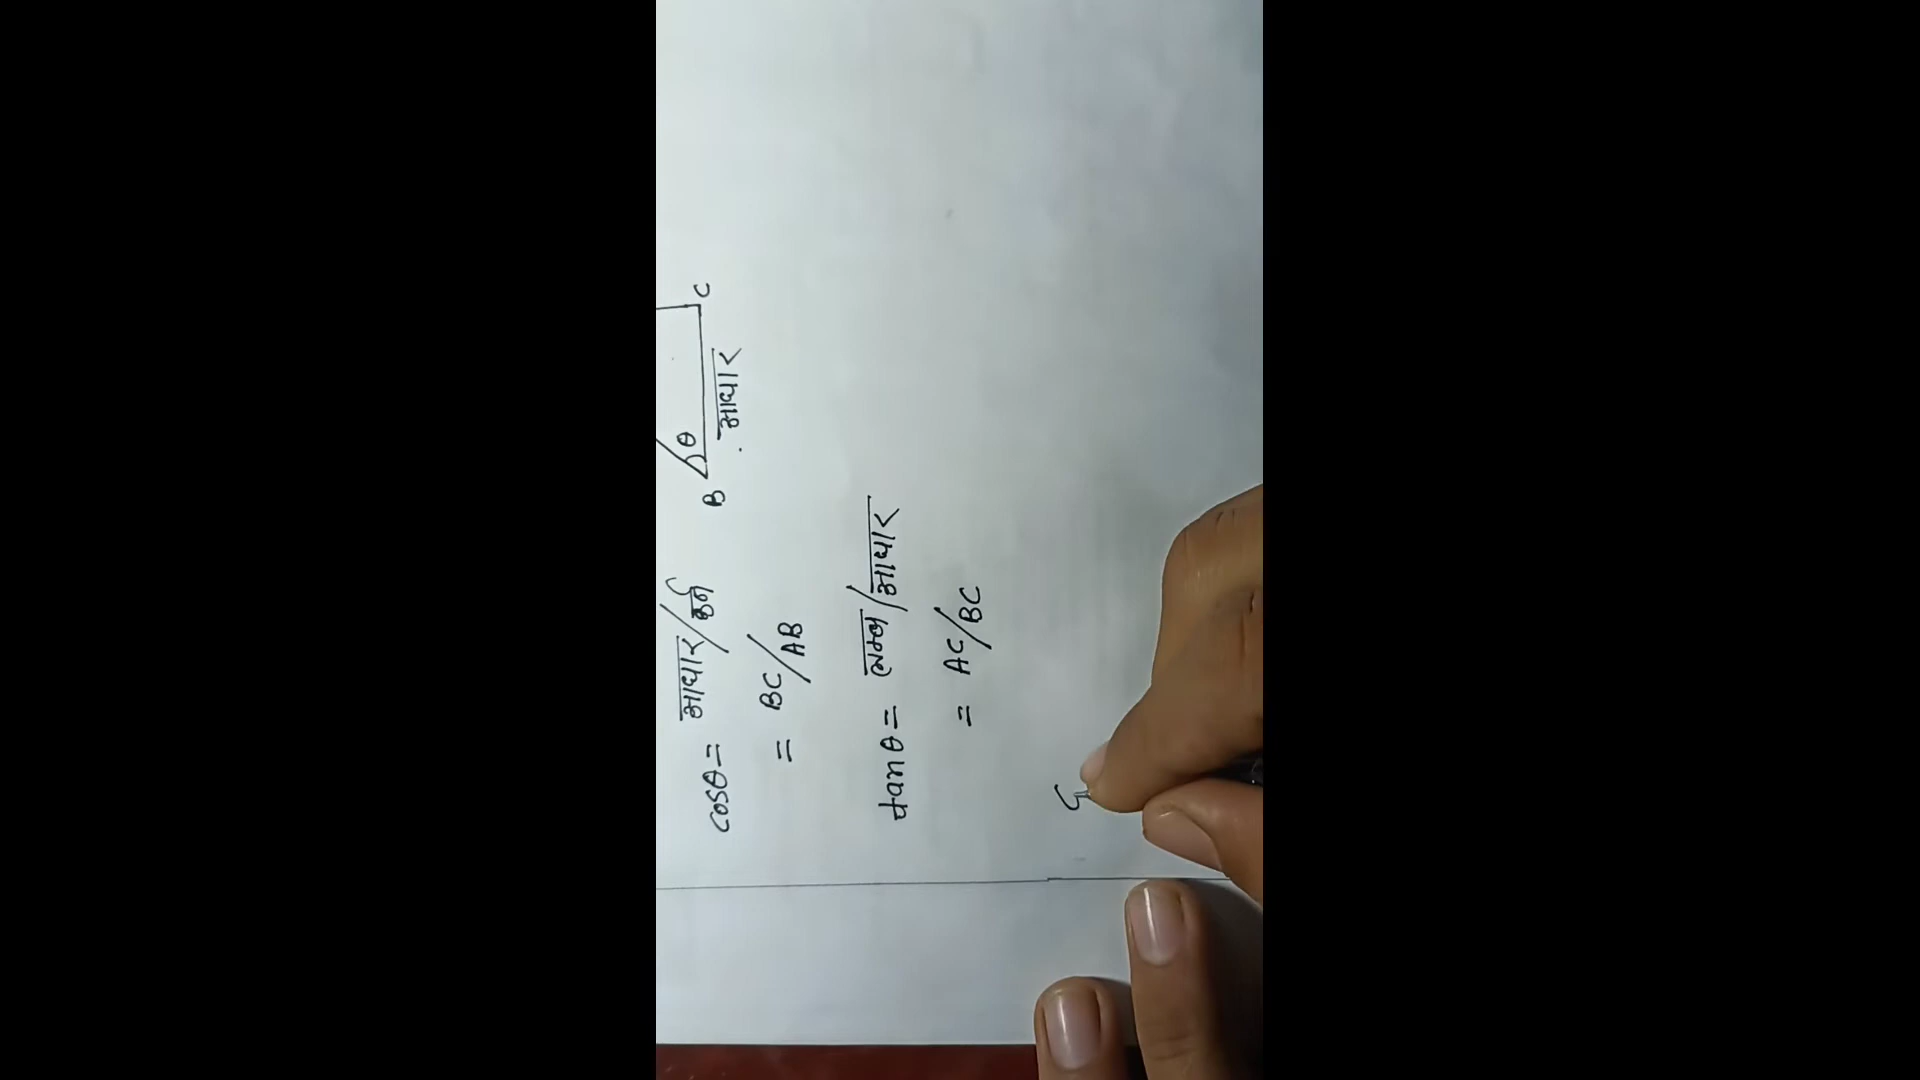 C
θ
B
आधार
cosθ = आधार/कर्ण
= BC/AB
tanθ = लम्ब/आधार
= AC/BC